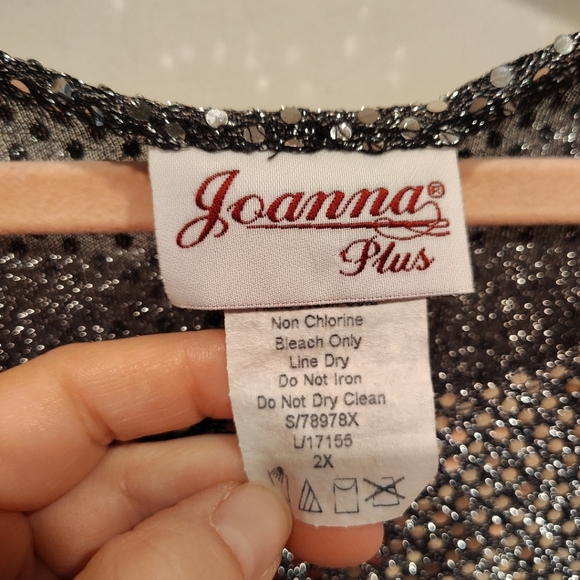 Joanna®
Plus
Non Chlorine
Bleach Only
Line Dry
Do Not Iron
Do Not Dry Clean
S/78978X
L/17155
2X